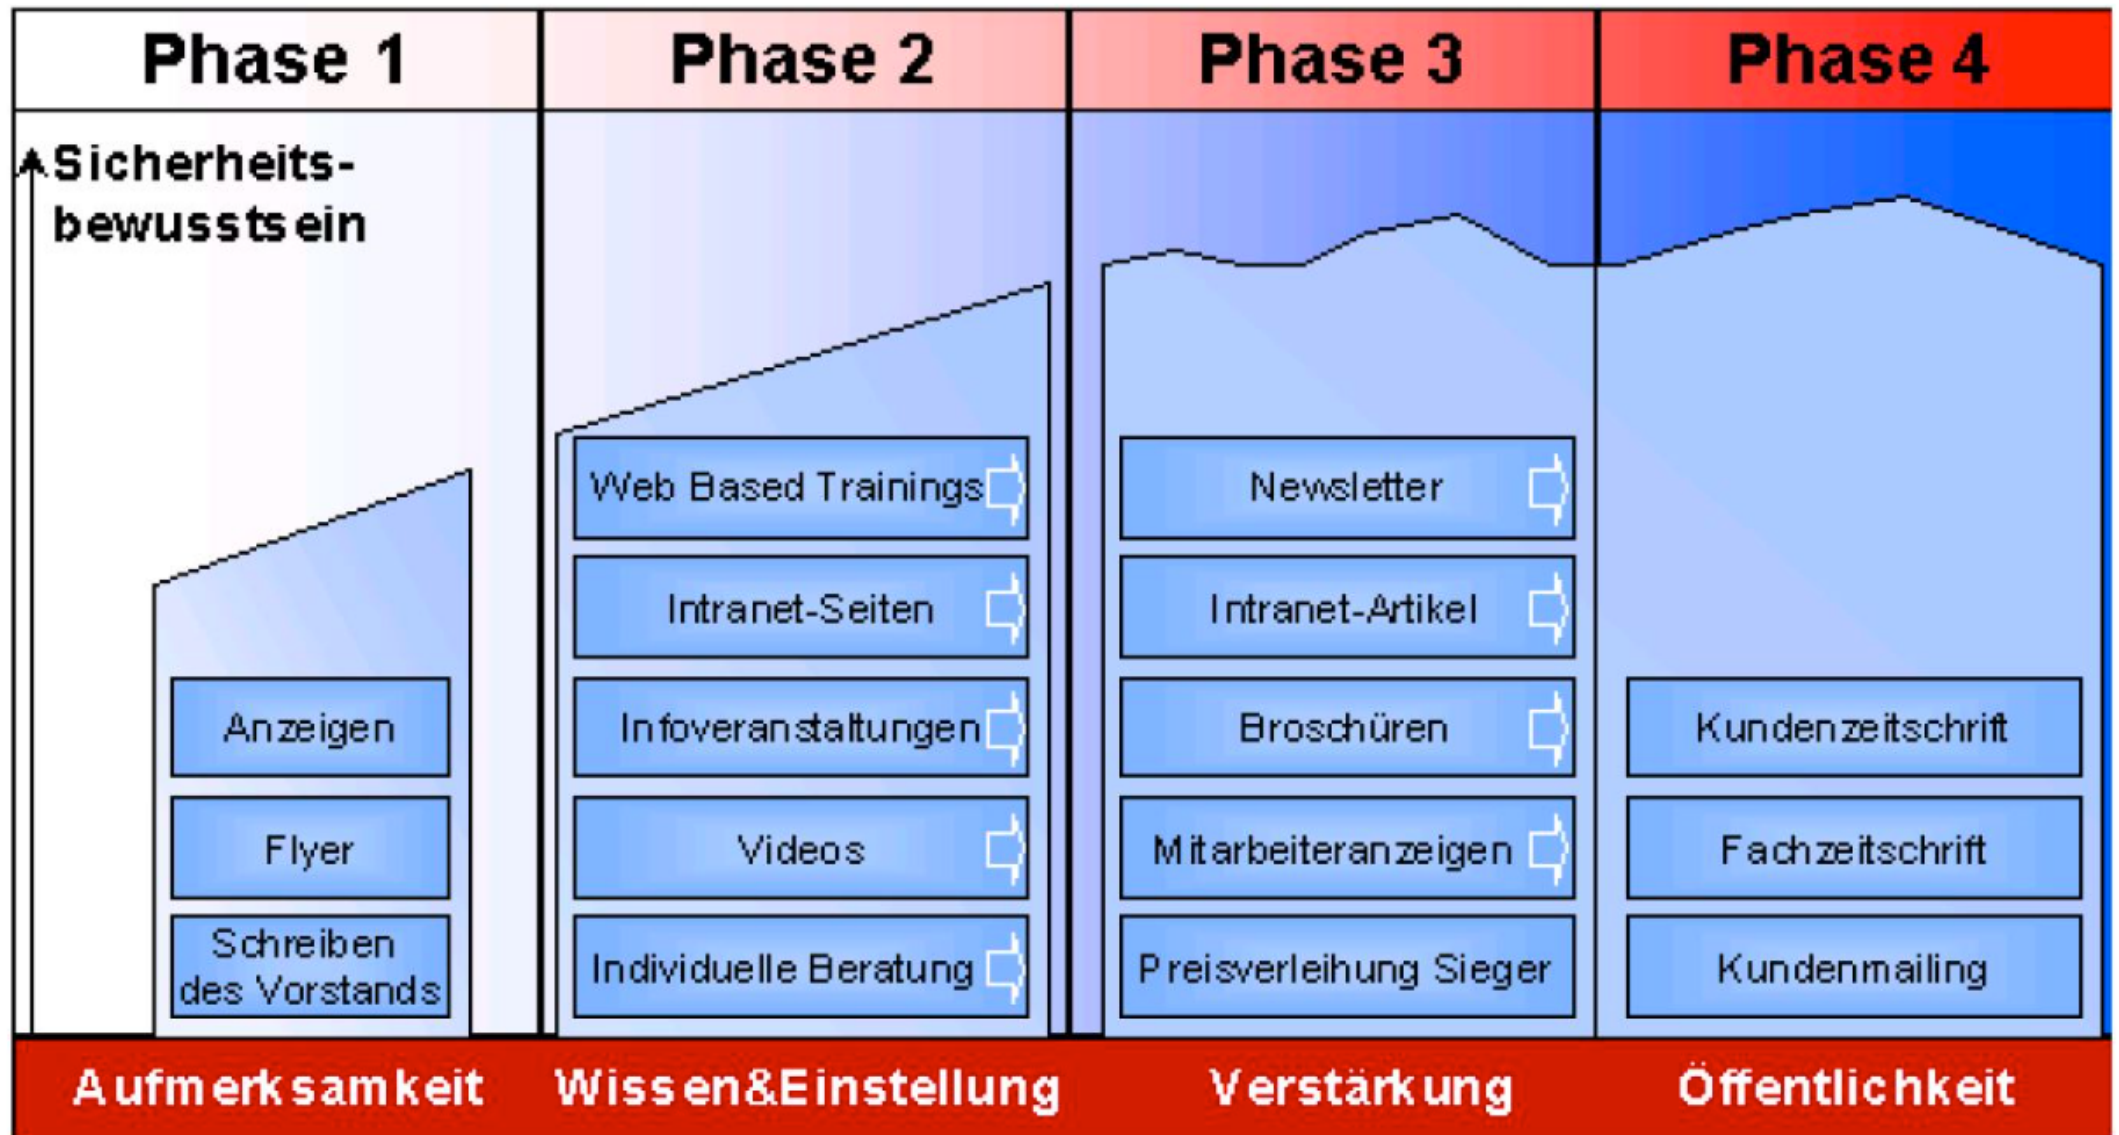 Phase 1
Phase 2
Phase 3
Phase 4
Sicherheits-
bewusstsein
Anzeigen
Flyer
Schreiben
des Vorstands
Web Based Trainings
Intranet-Seiten
Infoveranstaltungen
Videos
Individuelle Beratung
Newsletter
Intranet-Artikel
Broschüren
Mitarbeiteranzeigen
Preisverleihung Sieger
Kundenzeitschrift
Fachzeitschrift
Kundenmailing
Aufmerksamkeit
Wissen&Einstellung
Verstärkung
Öffentlichkeit